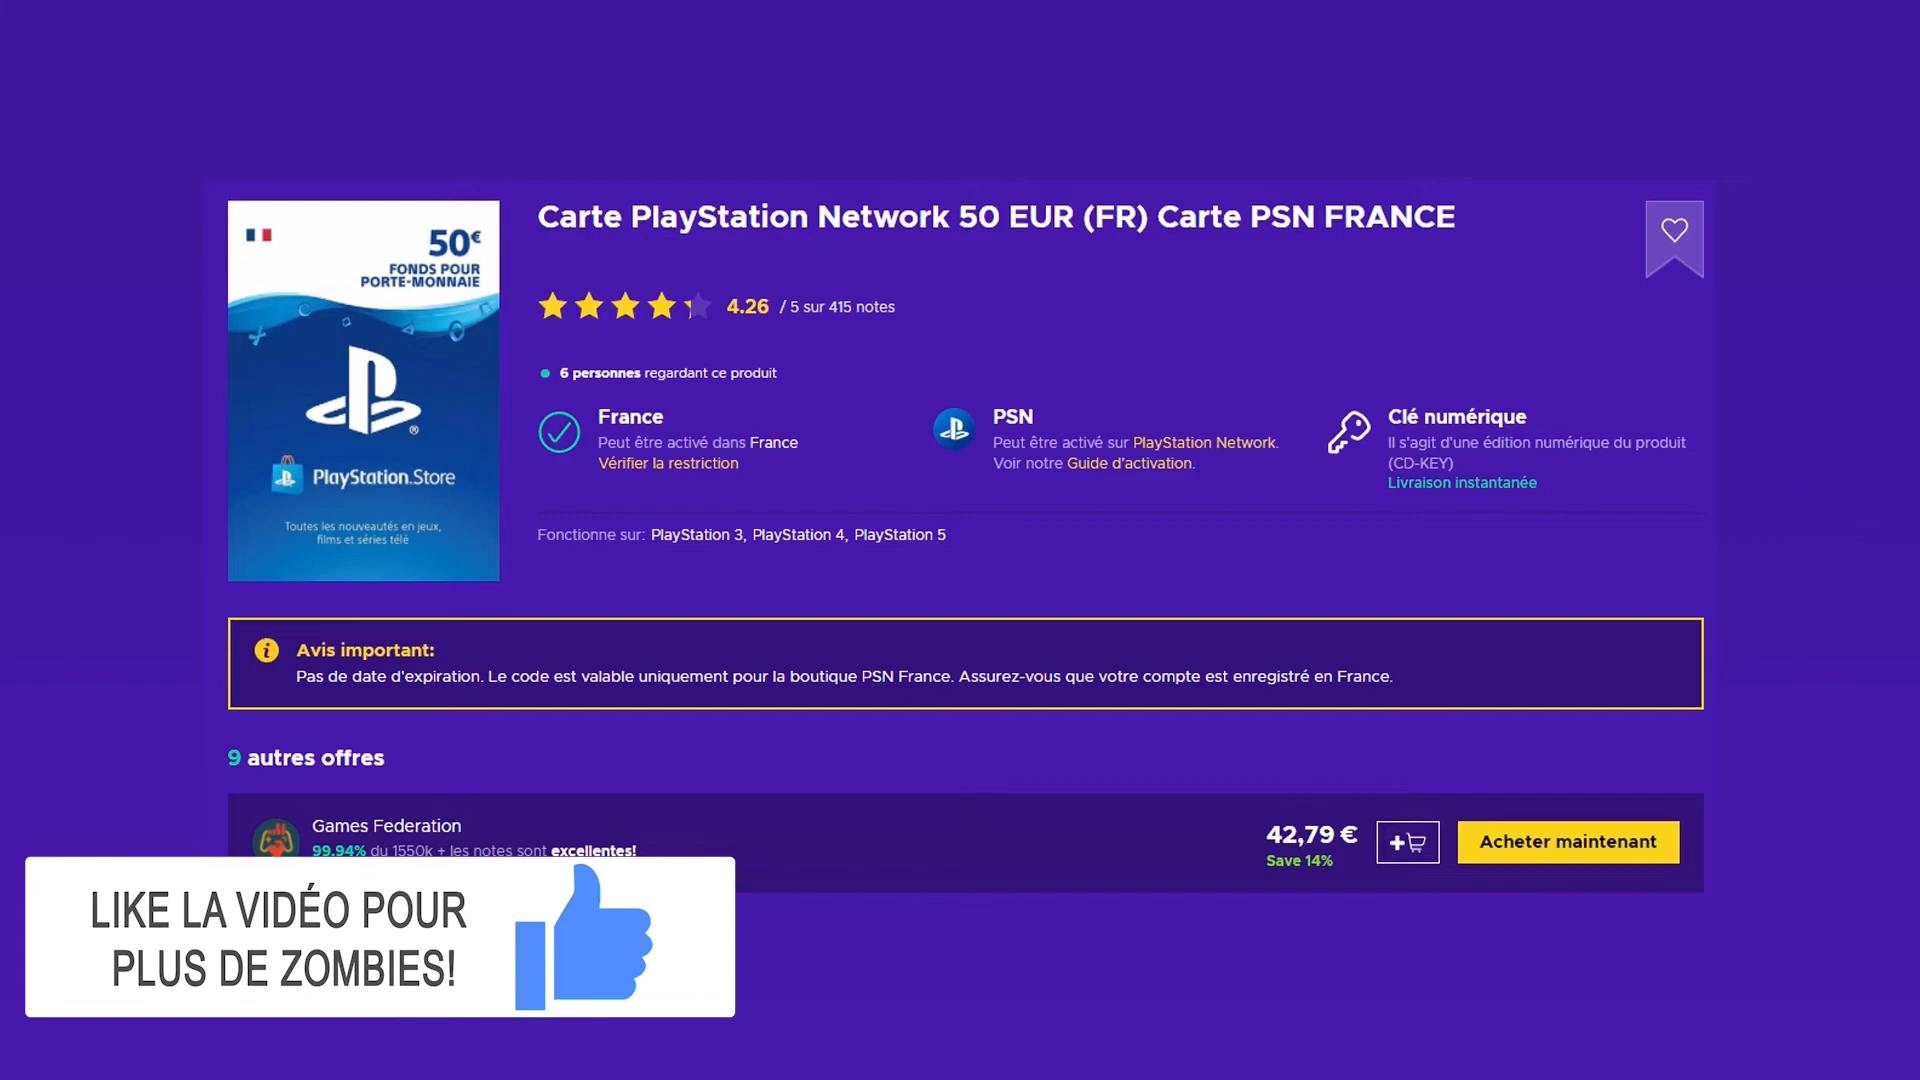 Carte PlayStation Network 50 EUR (FR) Carte PSN FRANCE
50€
FONDS POUR
PORTE-MONNAIE
PlayStation.Store
Toutes les nouveautés en jeux,
films et séries télé
4.26 / 5 sur 415 notes
6 personnes regardant ce produit
France
Peut être activé dans France
Vérifier la restriction
PSN
Peut être activé sur PlayStation Network.
Voir notre Guide d'activation.
Clé numérique
Il s'agit d'une édition numérique du produit
(CD-KEY)
Livraison instantanée
Fonctionne sur: PlayStation 3, PlayStation 4, PlayStation 5
Avis important:
Pas de date d'expiration. Le code est valable uniquement pour la boutique PSN France. Assurez-vous que votre compte est enregistré en France.
9 autres offres
Games Federation
99.94% du 1550k + les notes sont excellentes!
42,79 €
Save 14%
Acheter maintenant
LIKE LA VIDÉO POUR
PLUS DE ZOMBIES!